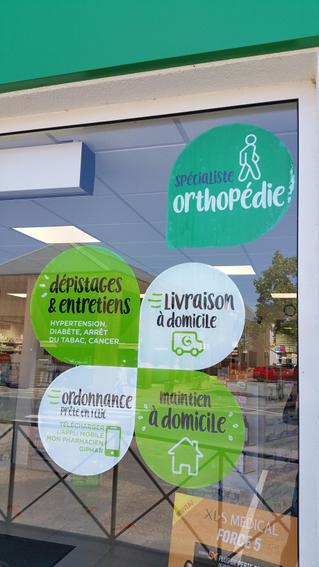 spécialiste
orthopédie
dépistages
& entretiens
HYPERTENSION,
DIABÈTE, ARRÊT
DU TABAC, CANCER...
Livraison
à domicile
ordonnance
PRÊTE EN 1 CLIC
TÉLÉCHARGER
L'APPLI MOBILE
MON PHARMACIEN
GIPHAR
maintien
à domicile
NOUVEAU
XL-S MEDICAL
FORCE 5